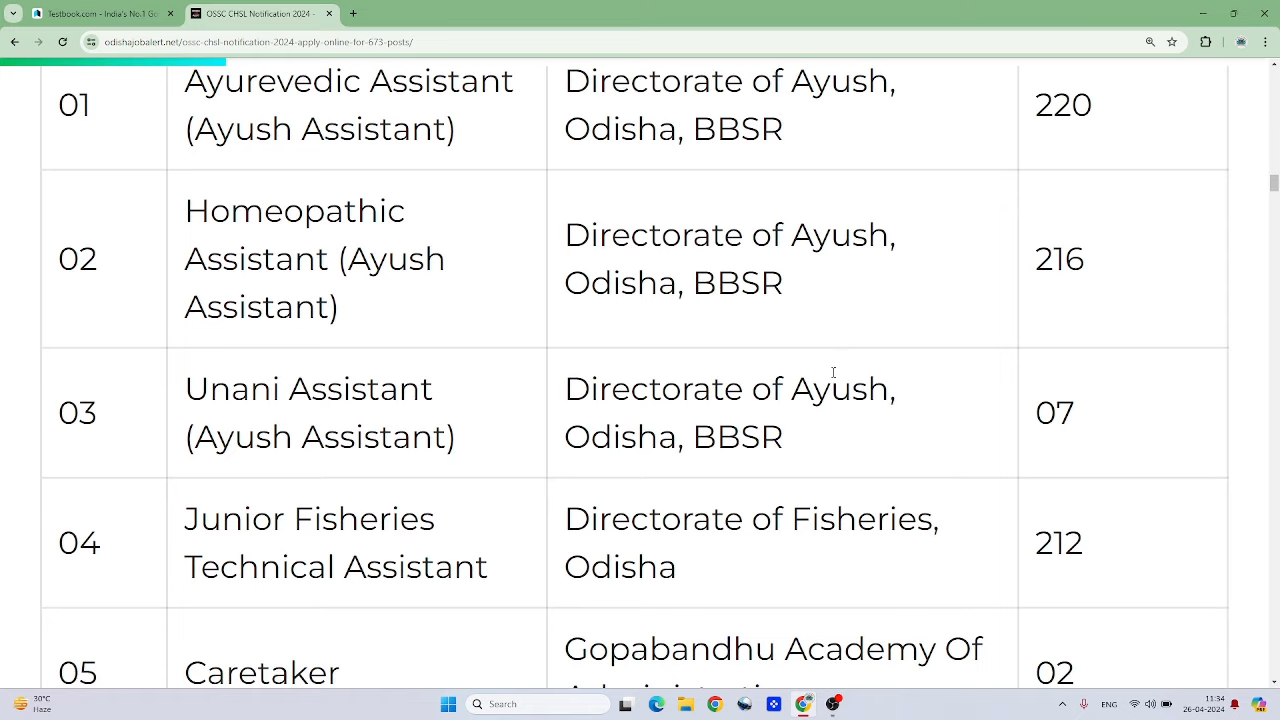 Testbook.com - India's No.1 Go
OSSC CHSL Notification 2024 -
odishajobalert.net/ossc-chsl-notification-2024-apply-online-for-673-posts/
01
Ayurevedic Assistant
(Ayush Assistant)
Directorate of Ayush,
Odisha, BBSR
220
02
Homeopathic
Assistant (Ayush
Assistant)
Directorate of Ayush,
Odisha, BBSR
216
03
Unani Assistant
(Ayush Assistant)
Directorate of Ayush,
Odisha, BBSR
07
04
Junior Fisheries
Technical Assistant
Directorate of Fisheries,
Odisha
212
05
Caretaker
Gopabandhu Academy Of
02
30°C
Haze
Search
ENG
11:34
26-04-2024